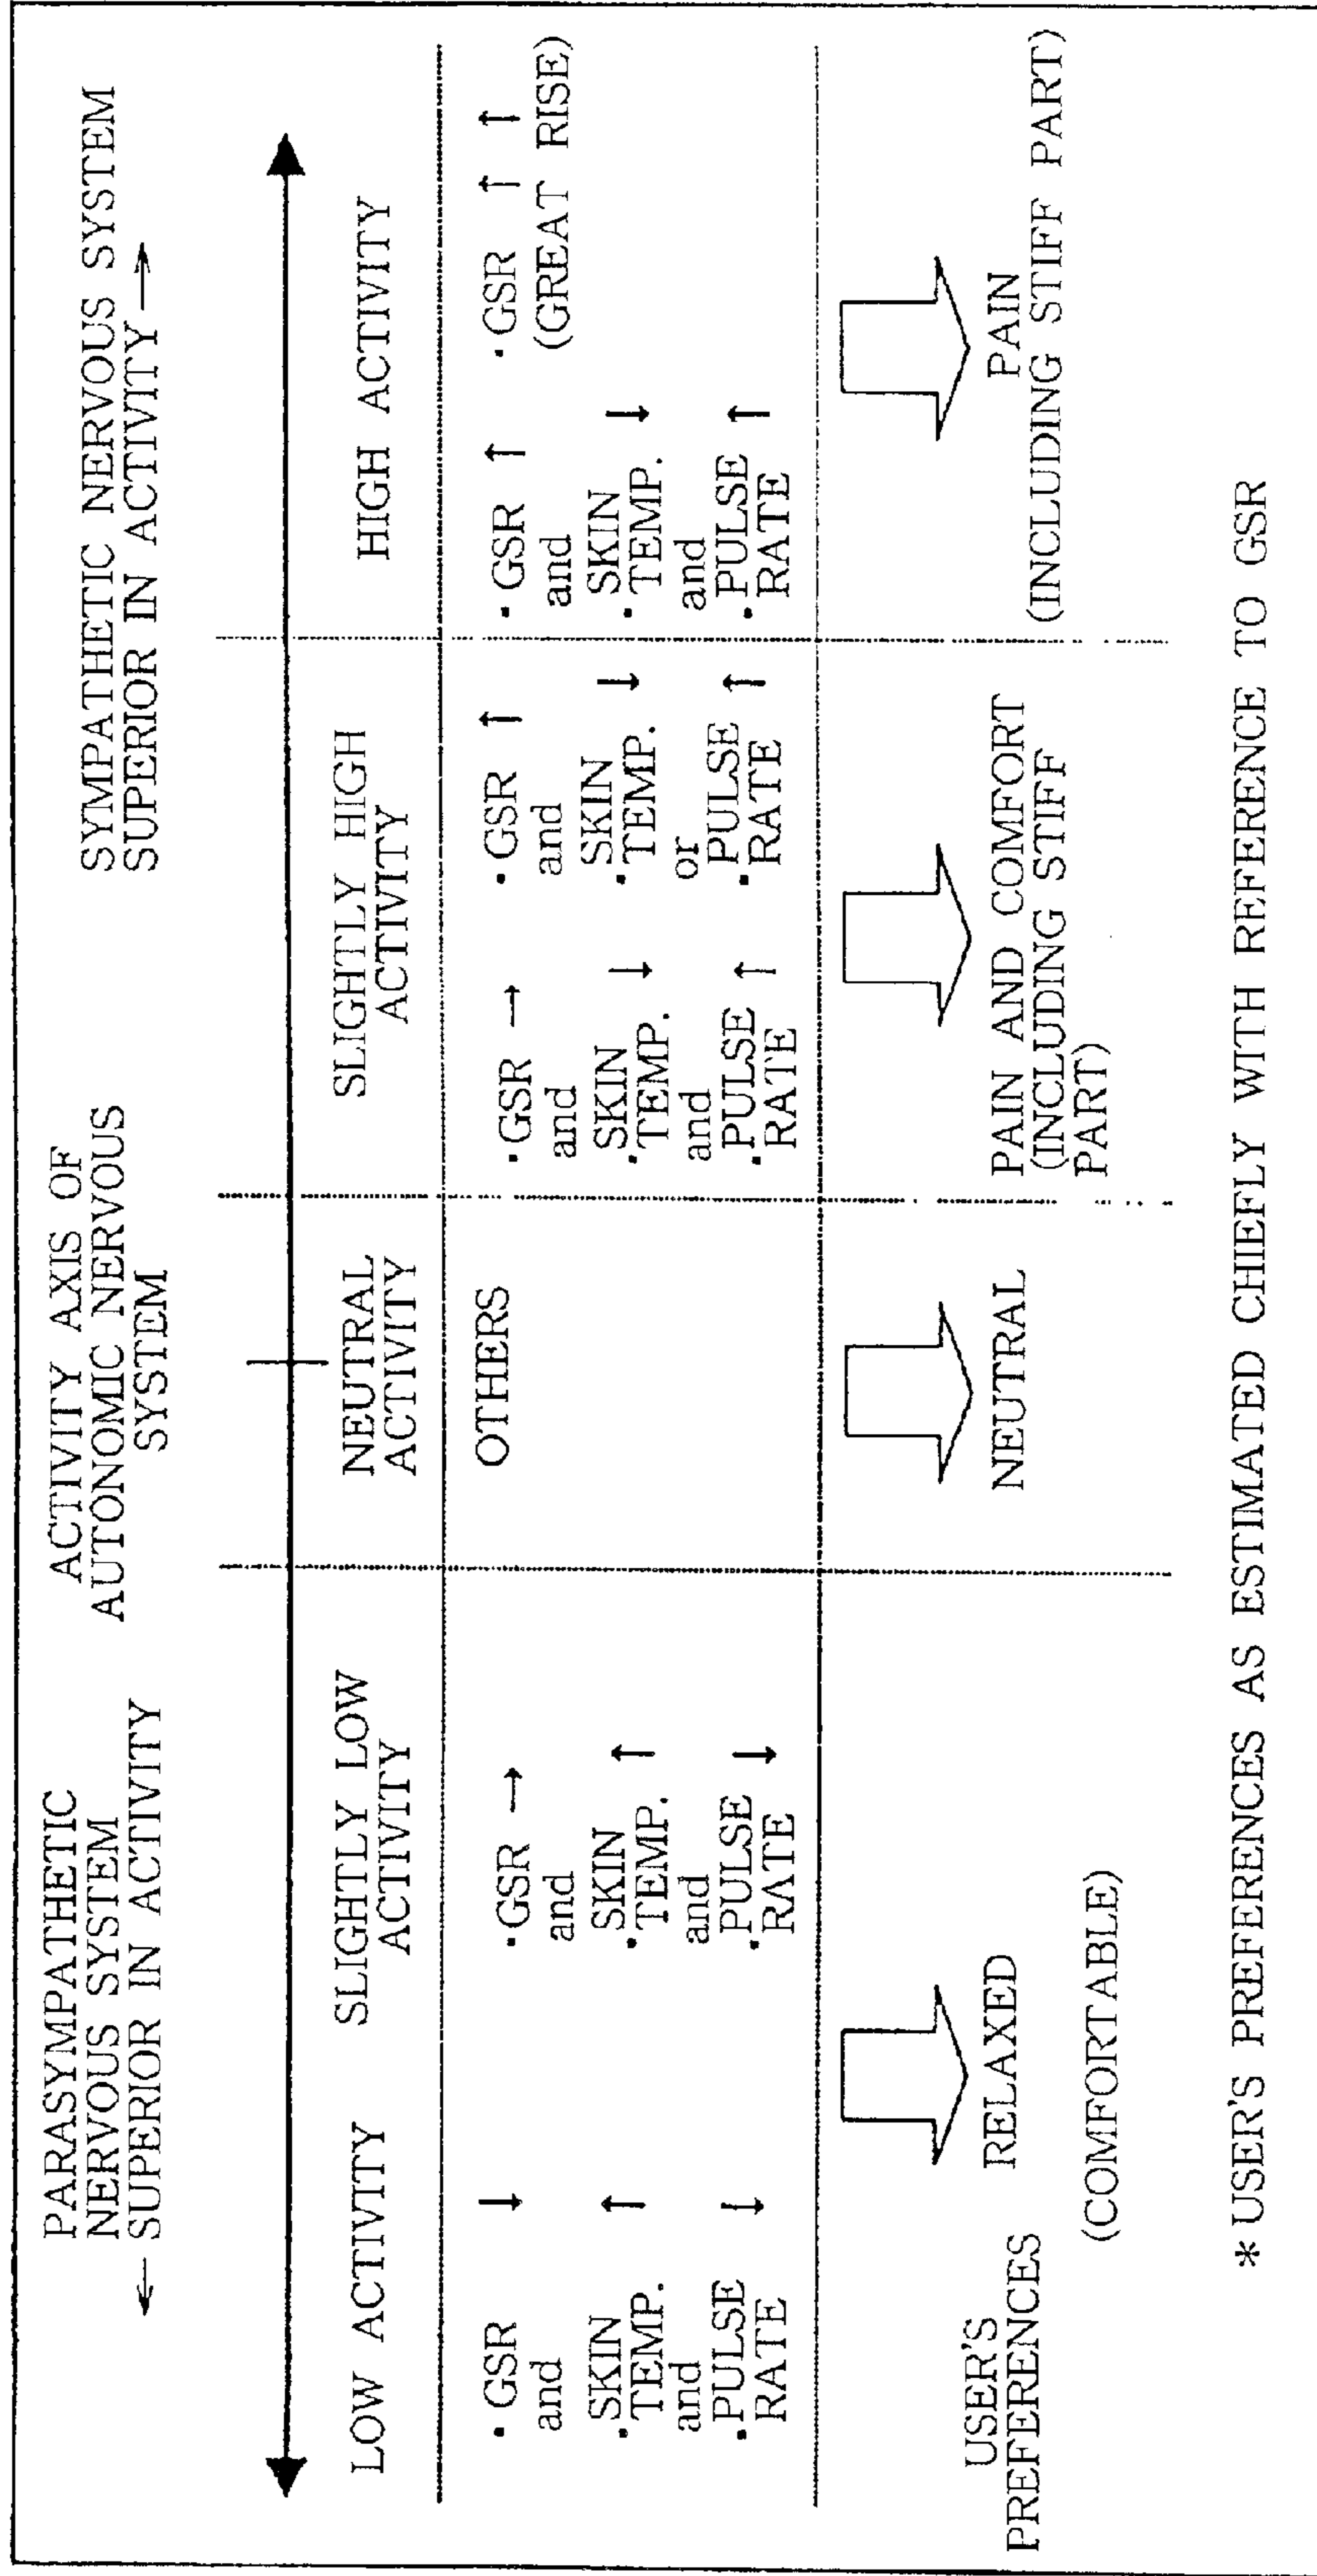 PARASYMPATHETIC
NERVOUS SYSTEM
← SUPERIOR IN ACTIVITY
ACTIVITY AXIS OF
AUTONOMIC NERVOUS
SYSTEM
SYMPATHETIC NERVOUS SYSTEM
SUPERIOR IN ACTIVITY →
LOW ACTIVITY
SLIGHTLY LOW
ACTIVITY
NEUTRAL
ACTIVITY
SLIGHTLY HIGH
ACTIVITY
HIGH ACTIVITY
• GSR ↓
and
• SKIN
TEMP. ↑
and
• PULSE
RATE ↓
• GSR →
and
• SKIN
TEMP. ↑
and
• PULSE
RATE ↓
OTHERS
• GSR →
and
• SKIN
TEMP. ↓
and
• PULSE
RATE ↑
• GSR ↑
and
• SKIN
TEMP. ↓
or
• PULSE
RATE ↑
• GSR ↑
and
• SKIN
TEMP. ↓
and
• PULSE
RATE ↑
• GSR ↑ ↑
(GREAT RISE)
USER'S
PREFERENCES
RELAXED
(COMFORTABLE)
NEUTRAL
PAIN AND COMFORT
(INCLUDING STIFF
PART)
PAIN
(INCLUDING STIFF PART)
* USER'S PREFERENCES AS ESTIMATED CHIEFLY WITH REFERENCE TO GSR